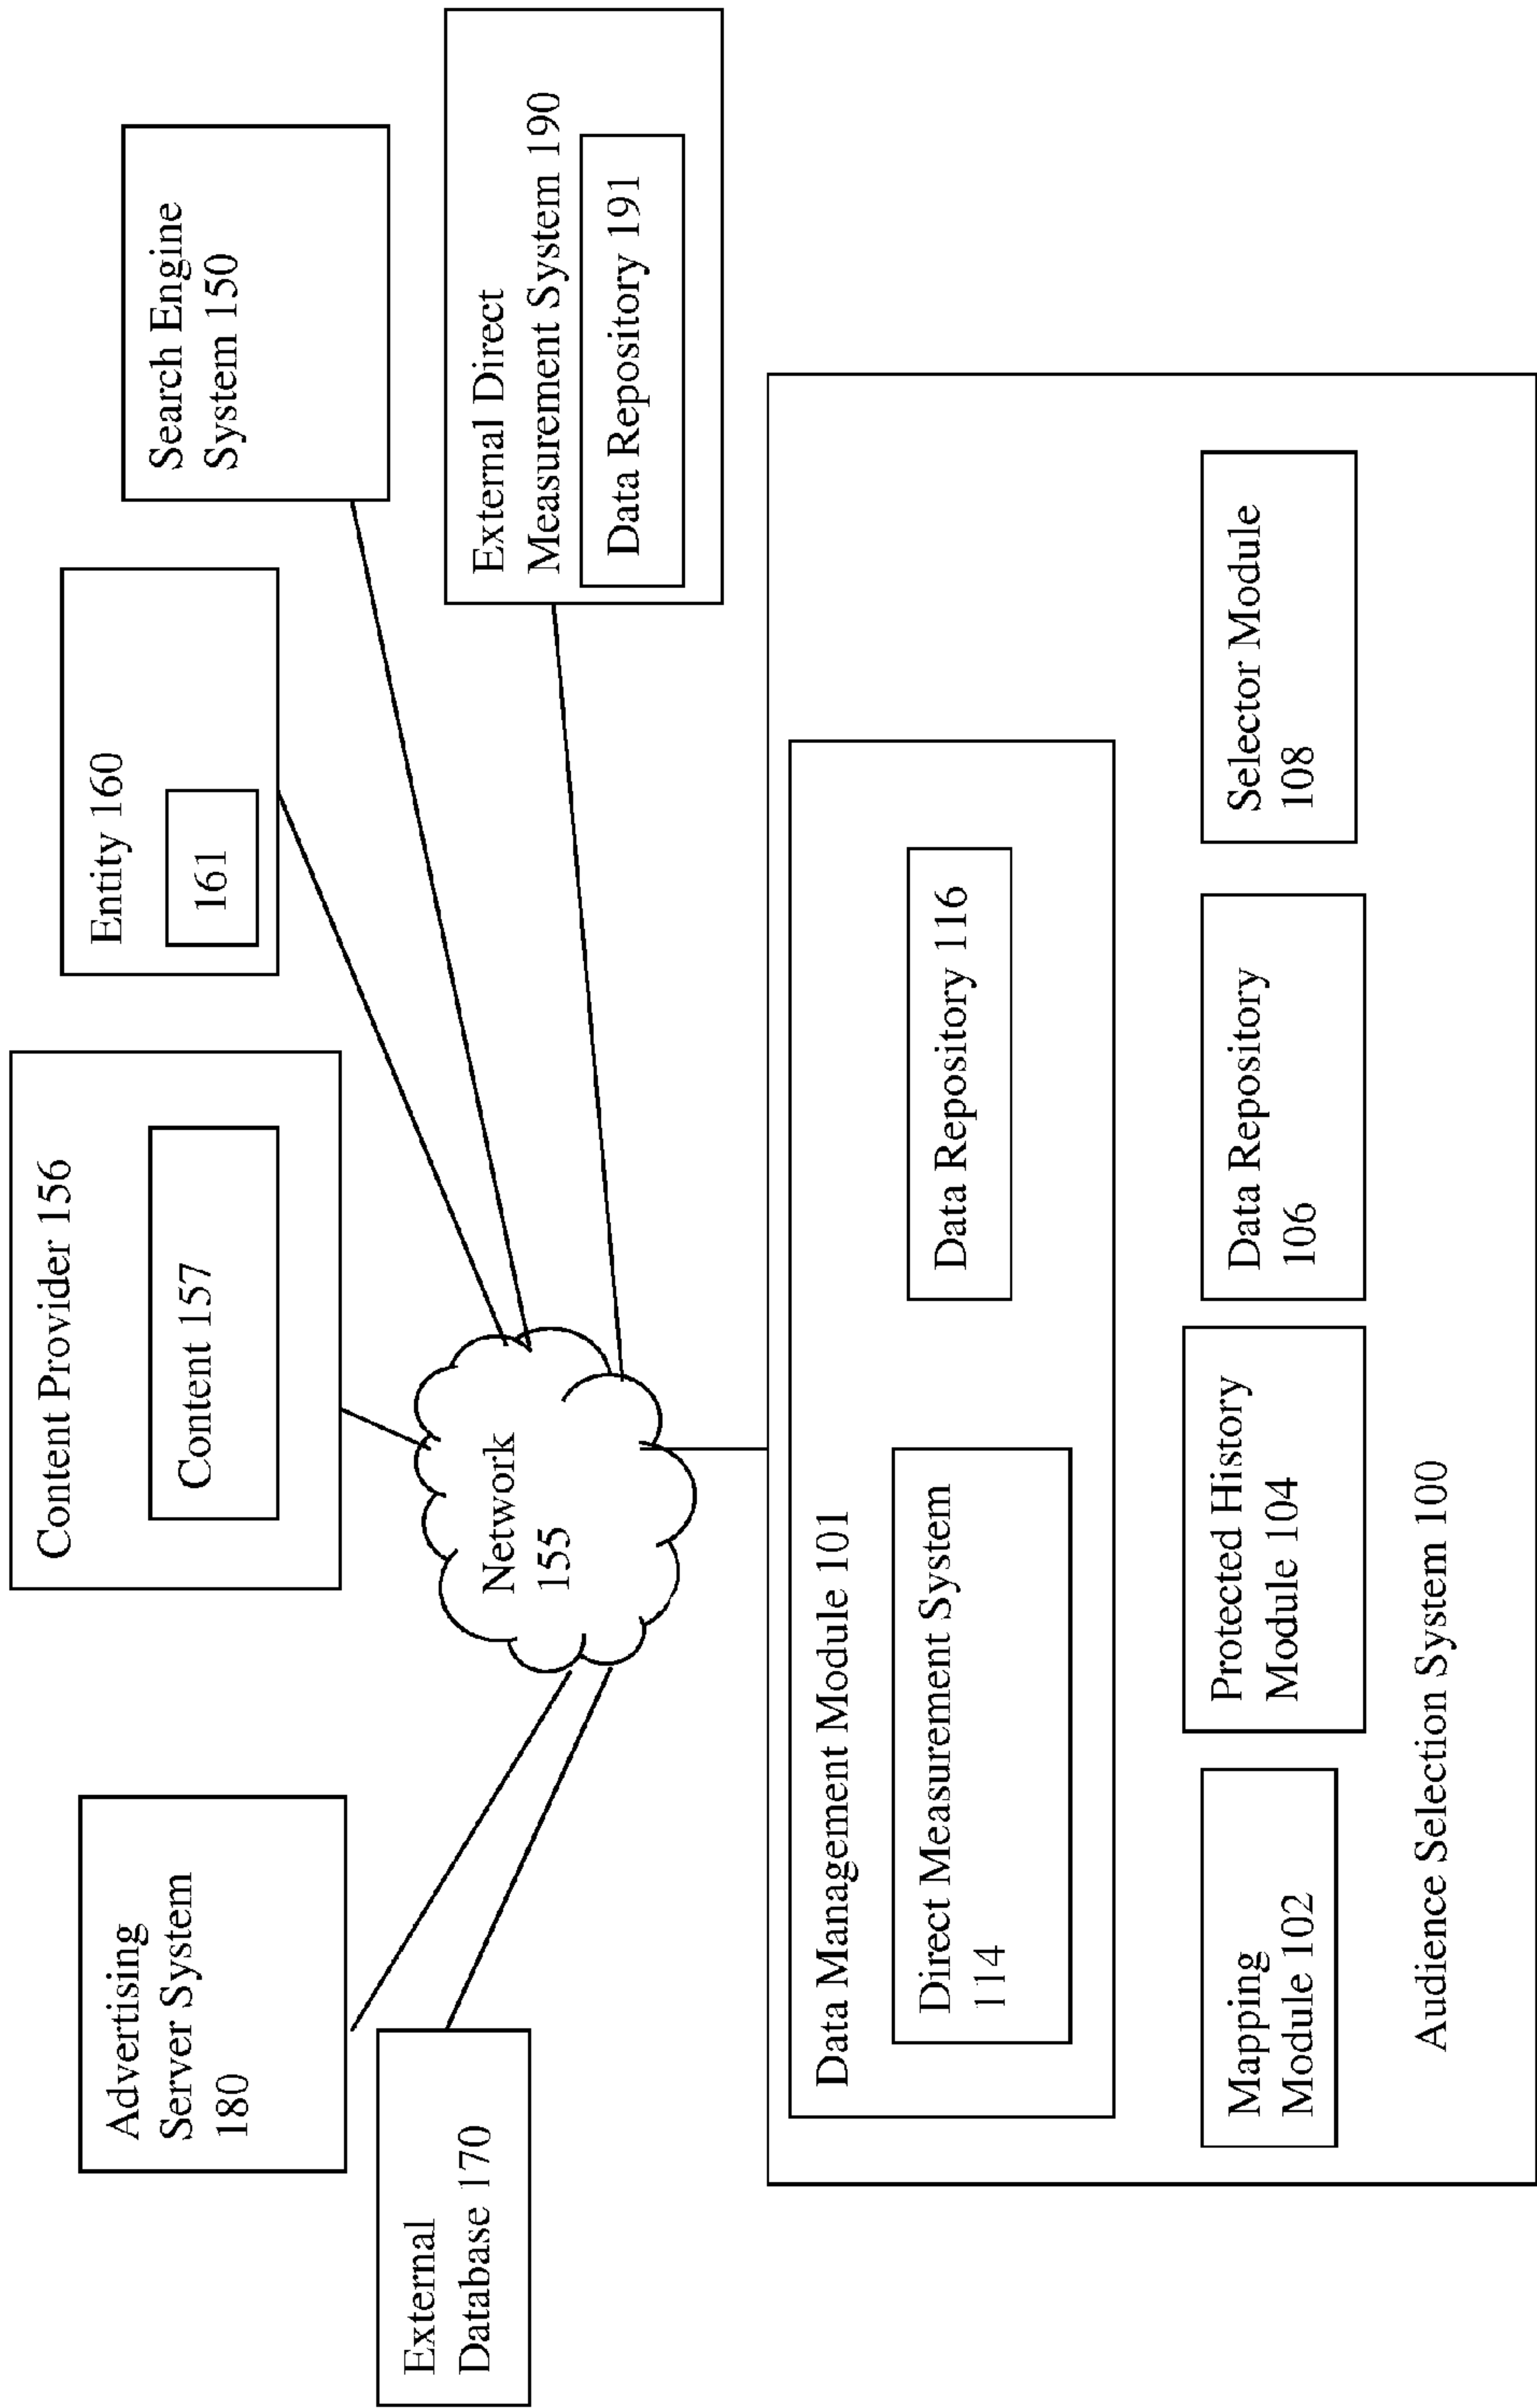 Content Provider 156
Content 157
Entity 160
161
Search Engine
System 150
Advertising
Server System
180
External
Database 170
Network
155
External Direct
Measurement System 190
Data Repository 191
Data Management Module 101
Direct Measurement System
114
Data Repository 116
Mapping
Module 102
Protected History
Module 104
Data Repository
106
Selector Module
108
Audience Selection System 100